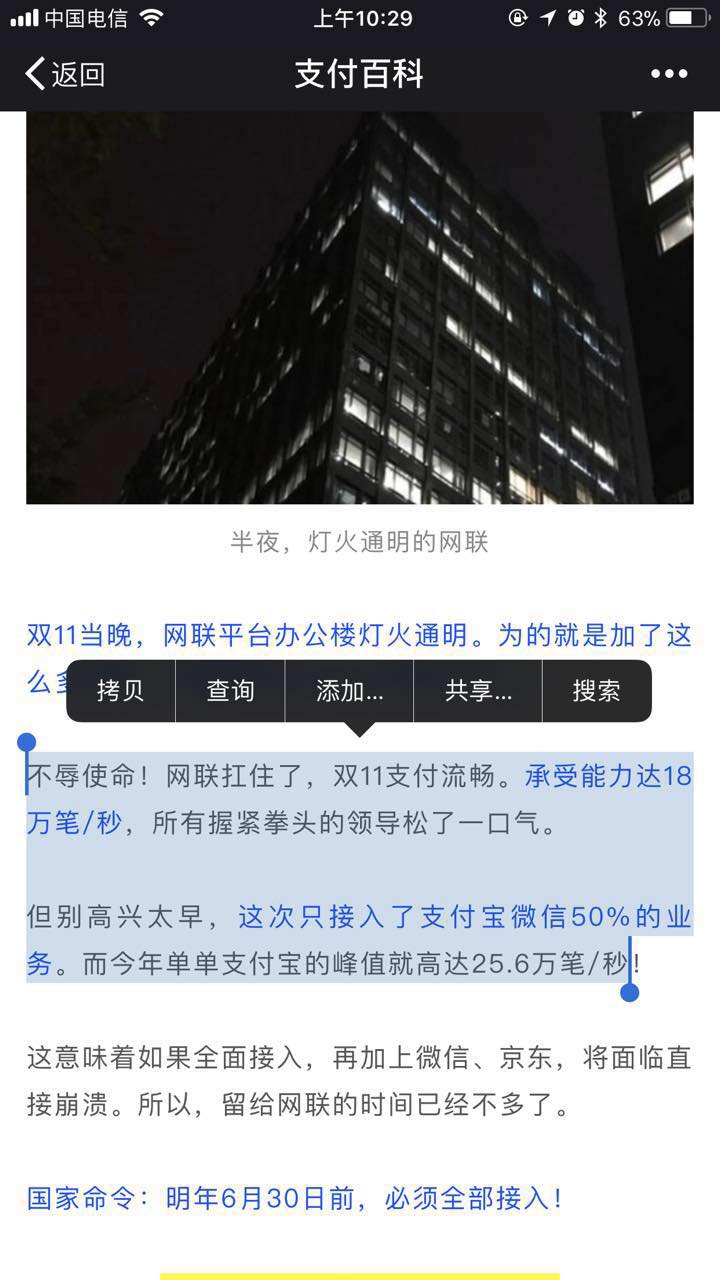 中国电信
上午10:29
63%
返回
支付百科
半夜，灯火通明的网联
双11当晚，网联平台办公楼灯火通明。为的就是加了这
么
拷贝
查询
添加...
共享...
搜索
不辱使命！网联扛住了，双11支付流畅。承受能力达18
万笔/秒，所有握紧拳头的领导松了一口气。
但别高兴太早，这次只接入了支付宝微信50%的业
务。而今年单单支付宝的峰值就高达25.6万笔/秒！
这意味着如果全面接入，再加上微信、京东，将面临直
接崩溃。所以，留给网联的时间已经不多了。
国家命令：明年6月30日前，必须全部接入！